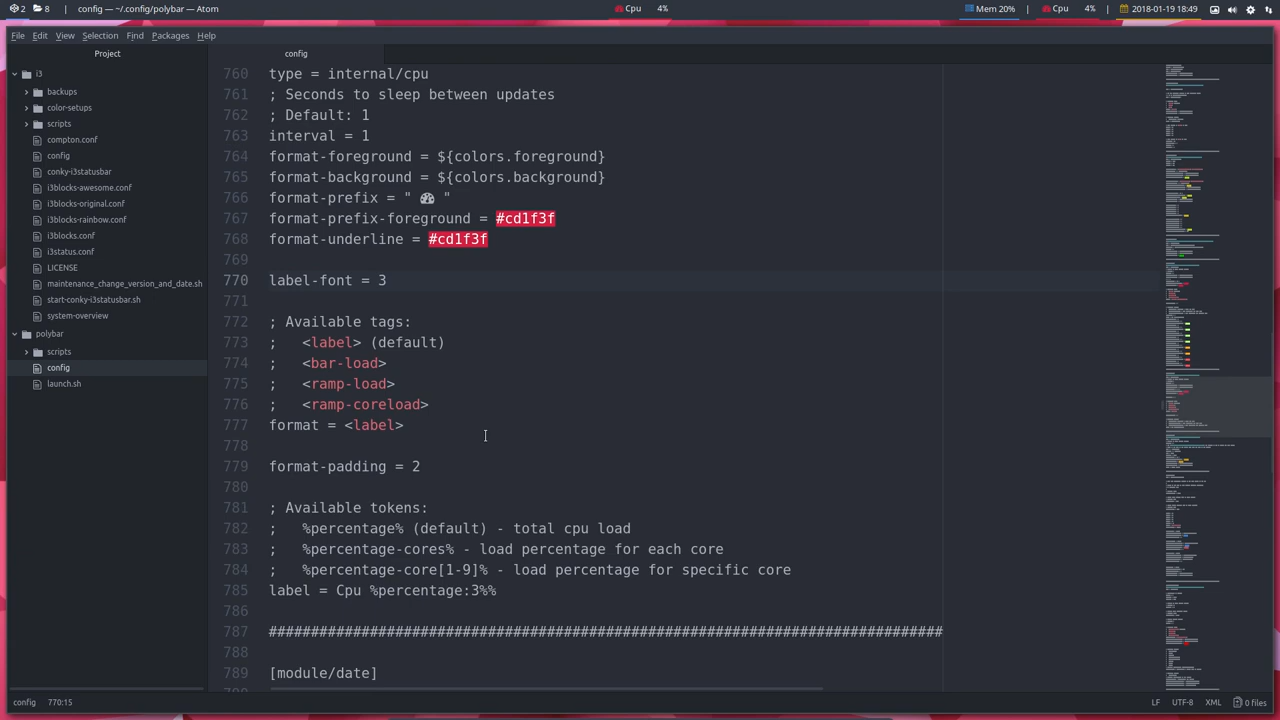 2 8 config — ~/.config/polybar — Atom
Cpu 4%
Mem 20% | Cpu 4% | 2018-01-19 18:49
File Edit View Selection Find Packages Help
Project
i3
backups
color-setups
scripts
compton.conf
config
conky-i3statusbar
i3blocks-awesome.conf
i3blocks-original.conf
i3blocks-rainbow.conf
i3blocks.conf
i3status.conf
LICENSE
maintenance_change_version_and_date.sh
start-conky-i3statusbar.sh
system-overview
polybar
scripts
config
launch.sh
config
760 type = internal/cpu
761 ; Seconds to sleep between updates
762 ; Default: 1
763 interval = 1
764 format-foreground = ${colors.foreground}
765 format-background = ${colors.background}
766 format-prefix = " "
767 format-prefix-foreground = #cd1f3f
768 format-underline = #cd1f3f
769
770 label-font = 2
771
772 ; Available tags:
773 ;   <label> (default)
774 ;   <bar-load>
775 ;   <ramp-load>
776 ;   <ramp-coreload>
777 format = <label>
778
779 format-padding = 2
780
781 ; Available tokens:
782 ;   %percentage% (default) - total cpu load
783 ;   %percentage-cores% - load percentage for each core
784 ;   %percentage-core[1-9]% - load percentage for specific core
785 label = Cpu %percentage:3%%
786
787 ################################################################################
788
789 [module/date]
config 770:15 LF UTF-8 XML 0 files